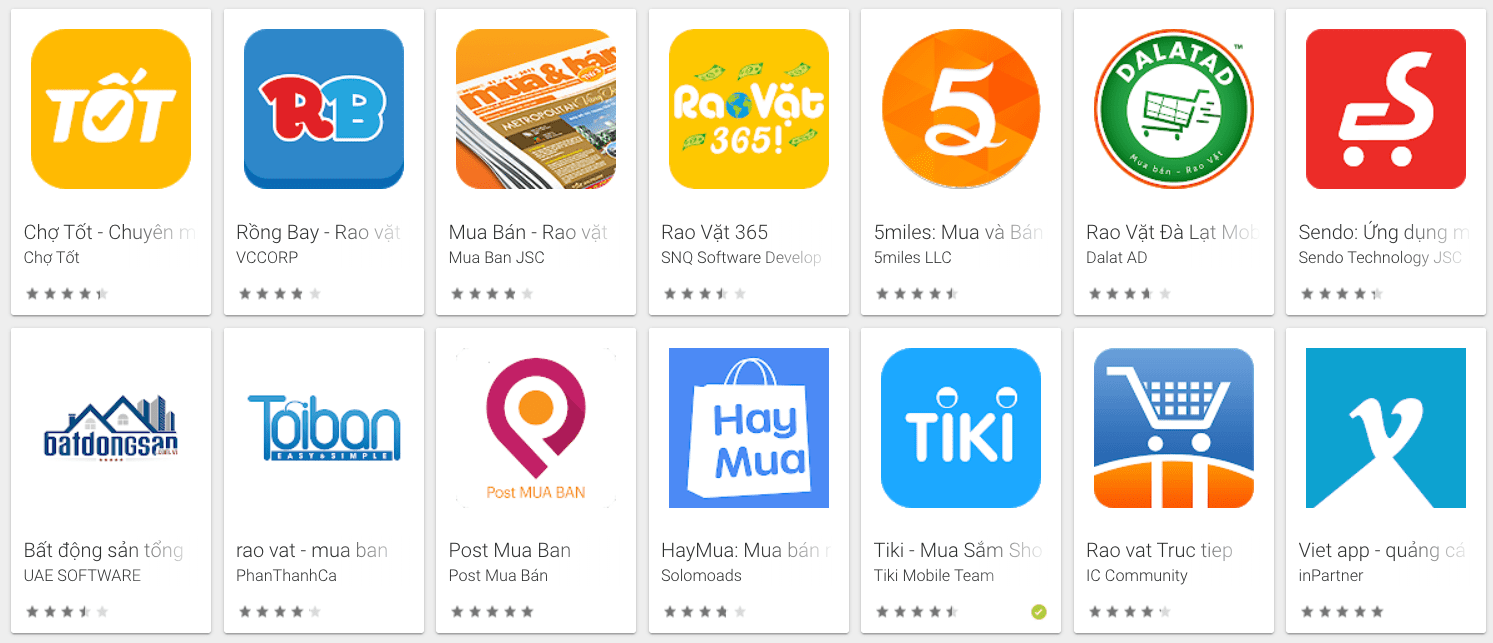 TỐT
RB
mua & bán
METROPOLITAN
Rao Vặt
365!
5
DALATAD™
Mua bán - Rao Vặt
S
Chợ Tốt - Chuyên m
Rồng Bay - Rao vặt
Mua Bán - Rao vặt
Rao Vặt 365
5miles: Mua và Bán
Rao Vặt Đà Lạt Mob
Sendo: Ứng dụng m
Chợ Tốt
VCCORP
Mua Ban JSC
SNQ Software Develop
5miles LLC
Dalat AD
Sendo Technology JSC
batdongsan
Toiban
EASY & SIMPLE
Post MUA BAN
Hay
Mua
TIKI
v
Bất động sản tổng
rao vat - mua ban
Post Mua Ban
HayMua: Mua bán r
Tiki - Mua Sắm Sho
Rao vat Truc tiep
Viet app - quảng cá
UAE SOFTWARE
PhanThanhCa
Post Mua Bán
Solomoads
Tiki Mobile Team
IC Community
inPartner